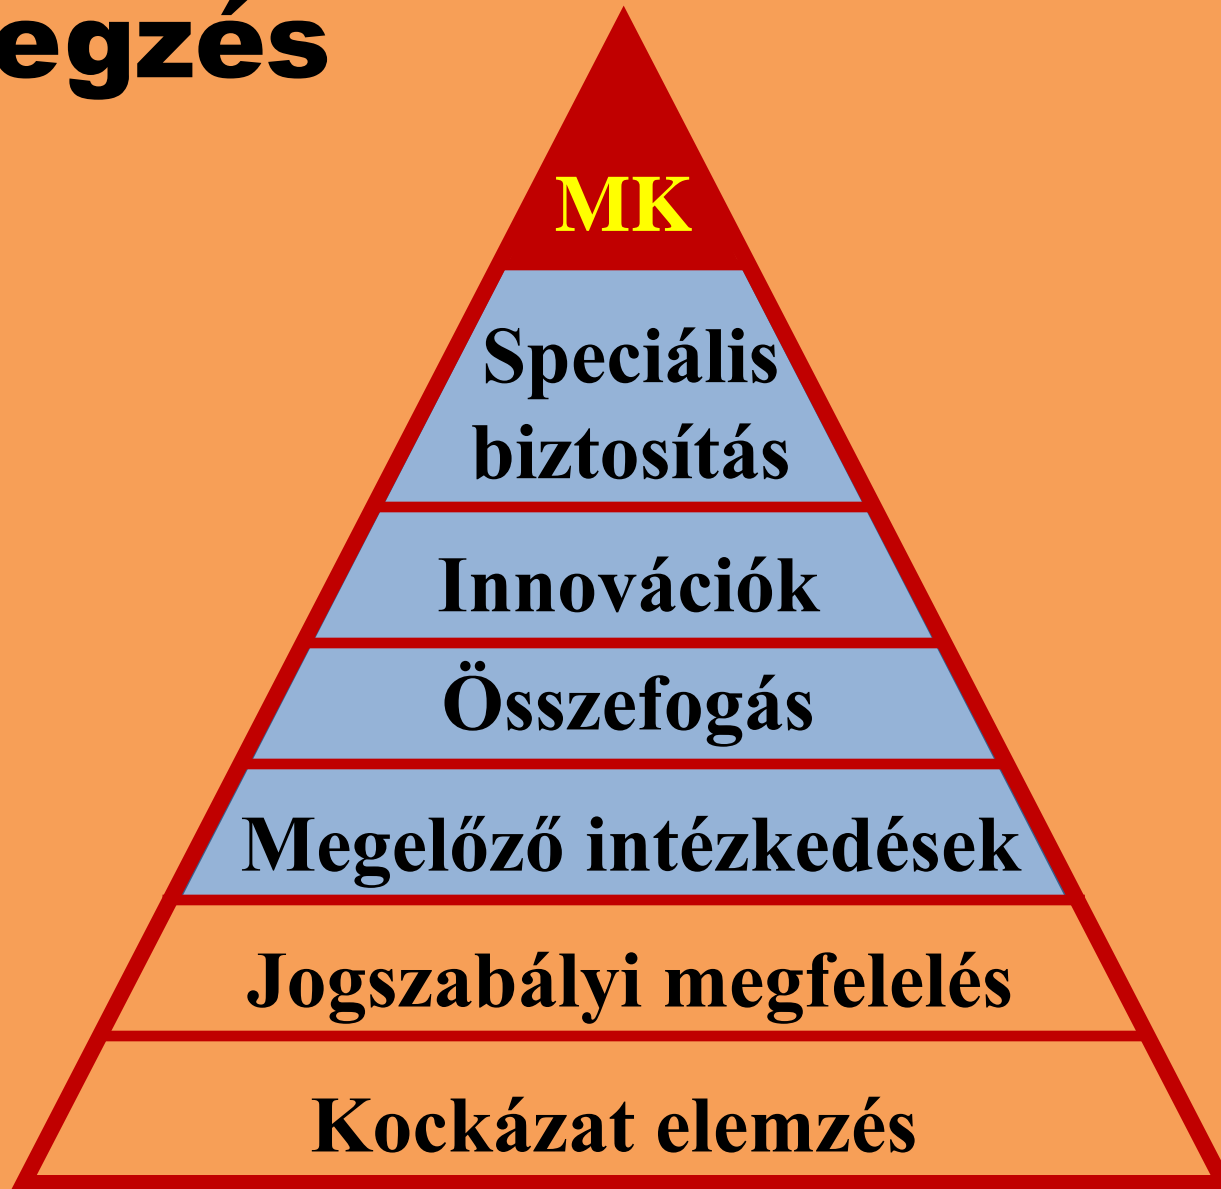 egzés
MK
Speciális
biztosítás
Innovációk
Összefogás
Megelőző intézkedések
Jogszabályi megfelelés
Kockázat elemzés